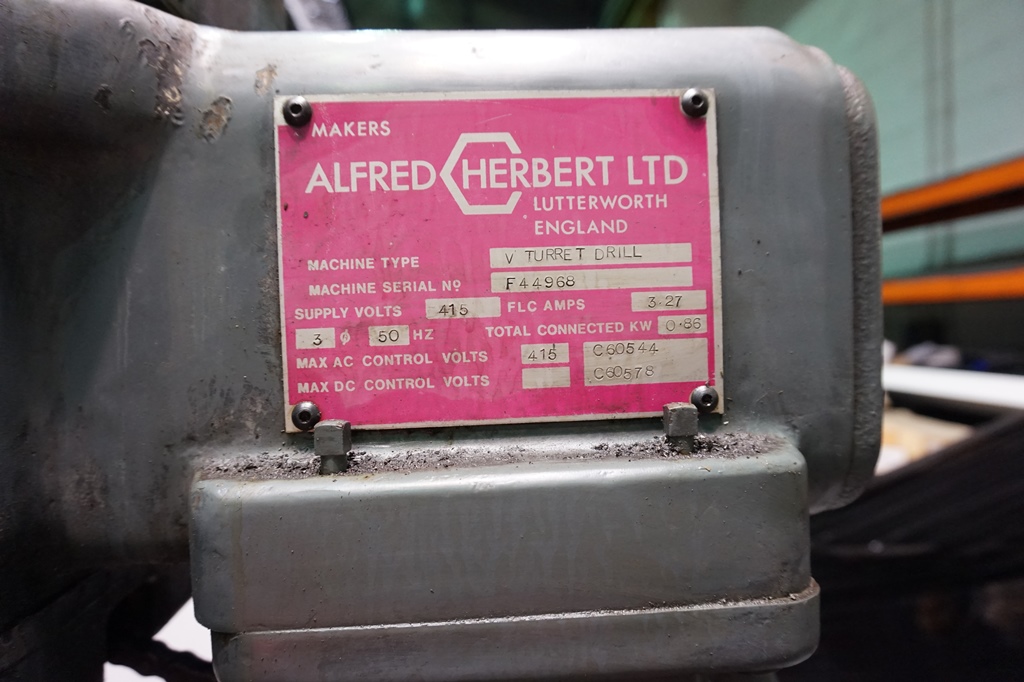 MAKERS
ALFRED HERBERT LTD
LUTTERWORTH
ENGLAND
MACHINE TYPE V TURRET DRILL
MACHINE SERIAL Nº F44968
SUPPLY VOLTS 415 FLC AMPS 3.27
3 ϕ 50 HZ TOTAL CONNECTED KW 0.86
MAX AC CONTROL VOLTS 415 C60544
MAX DC CONTROL VOLTS C60578